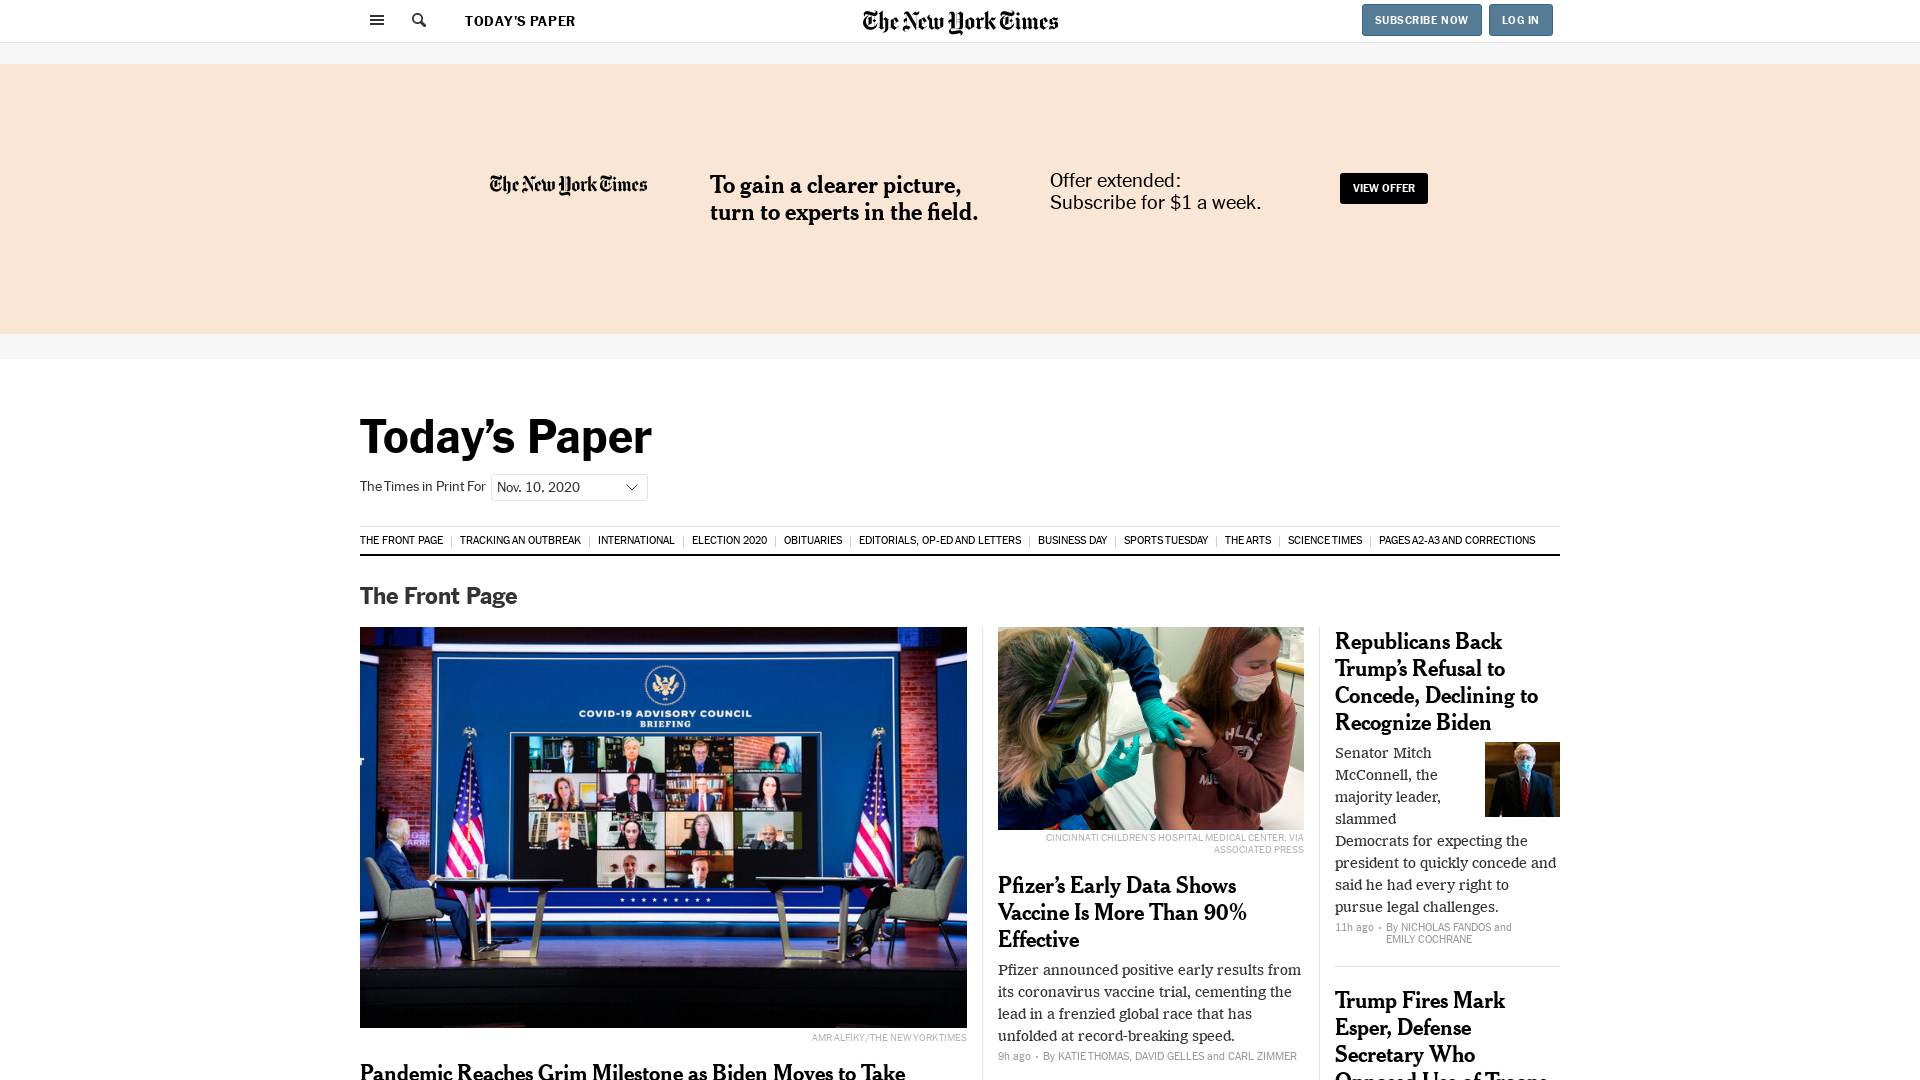 TODAY'S PAPER
The New York Times
SUBSCRIBE NOW
LOG IN
The New York Times
To gain a clearer picture,
turn to experts in the field.
Offer extended:
Subscribe for $1 a week.
VIEW OFFER
Today’s Paper
The Times in Print For
Nov. 10, 2020
THE FRONT PAGE
TRACKING AN OUTBREAK
INTERNATIONAL
ELECTION 2020
OBITUARIES
EDITORIALS, OP-ED AND LETTERS
BUSINESS DAY
SPORTS TUESDAY
THE ARTS
SCIENCE TIMES
PAGES A2-A3 AND CORRECTIONS
The Front Page
COVID-19 ADVISORY COUNCIL
BRIEFING
AMR ALFIKY/THE NEW YORK TIMES
Pandemic Reaches Grim Milestone as Biden Moves to Take
CINCINNATI CHILDREN'S HOSPITAL MEDICAL CENTER, VIA
ASSOCIATED PRESS
Pfizer’s Early Data Shows
Vaccine Is More Than 90%
Effective
Pfizer announced positive early results from
its coronavirus vaccine trial, cementing the
lead in a frenzied global race that has
unfolded at record-breaking speed.
9h ago • By KATIE THOMAS, DAVID GELLES and CARL ZIMMER
Republicans Back
Trump’s Refusal to
Concede, Declining to
Recognize Biden
Senator Mitch
McConnell, the
majority leader,
slammed
Democrats for expecting the
president to quickly concede and
said he had every right to
pursue legal challenges.
11h ago • By NICHOLAS FANDOS and
EMILY COCHRANE
Trump Fires Mark
Esper, Defense
Secretary Who
Opposed Use of Troops